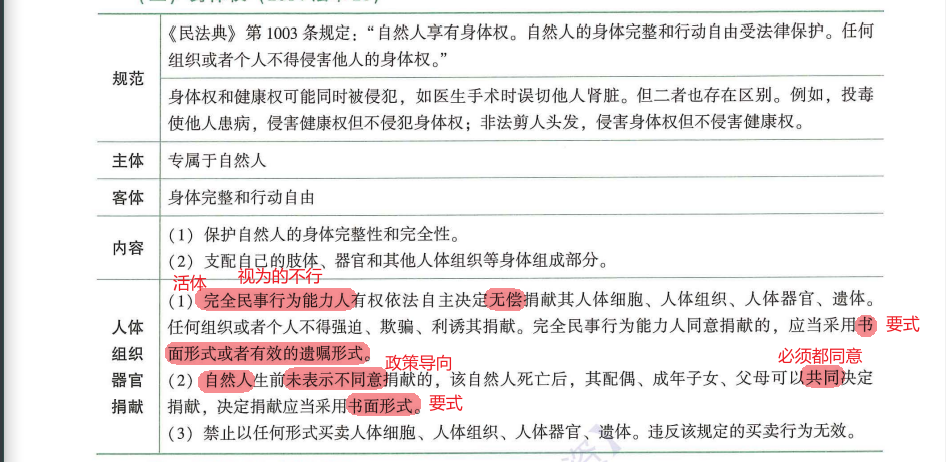 规范
《民法典》第 1003 条规定：“自然人享有身体权。自然人的身体完整和行动自由受法律保护。任何
组织或者个人不得侵害他人的身体权。”
身体权和健康权可能同时被侵犯，如医生手术时误切他人肾脏。但二者也存在区别。例如，投毒
使他人患病，侵害健康权但不侵犯身体权；非法剪人头发，侵害身体权但不侵害健康权。
主体
专属于自然人
客体
身体完整和行动自由
内容
（1）保护自然人的身体完整性和完全性。
（2）支配自己的肢体、器官和其他人体组织等身体组成部分。
人体
组织
器官
捐献
活体
视为的不行
（1）完全民事行为能力人有权依法自主决定无偿捐献其人体细胞、人体组织、人体器官、遗体。
任何组织或者个人不得强迫、欺骗、利诱其捐献。完全民事行为能力人同意捐献的，应当采用书
要式
面形式或者有效的遗嘱形式。
政策导向
必须都同意
（2）自然人生前未表示不同意捐献的，该自然人死亡后，其配偶、成年子女、父母可以共同决定
捐献，决定捐献应当采用书面形式。
要式
（3）禁止以任何形式买卖人体细胞、人体组织、人体器官、遗体。违反该规定的买卖行为无效。